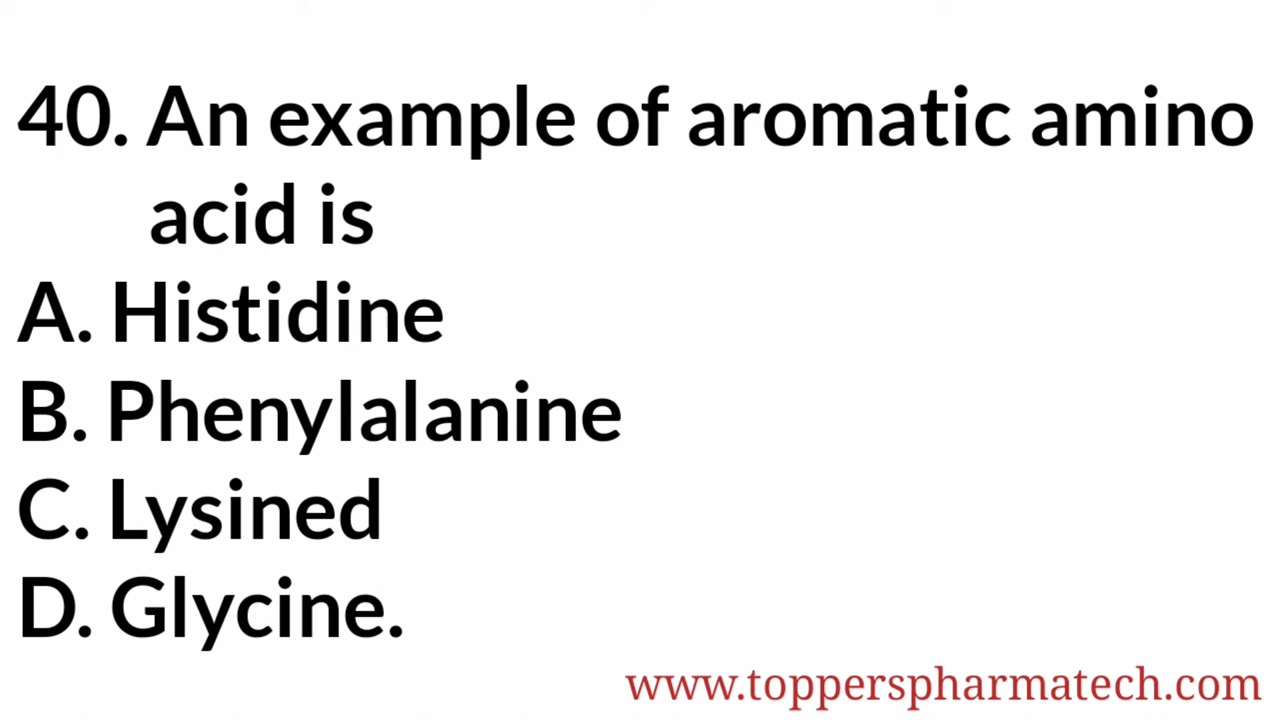 40. An example of aromatic amino
acid is
A. Histidine
B. Phenylalanine
C. Lysined
D. Glycine.
www.topperspharmatech.com